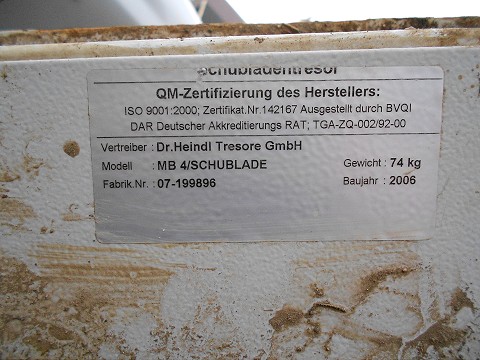 Schubladentresor
QM-Zertifizierung des Herstellers:
ISO 9001:2000; Zertifikat.Nr.142167 Ausgestellt durch BVQI
DAR Deutscher Akkreditierungs RAT; TGA-ZQ-002/92-00
Vertreiber : Dr.Heindl Tresore GmbH
Modell : MB 4/SCHUBLADE Gewicht : 74 kg
Fabrik.Nr. : 07-199896 Baujahr : 2006